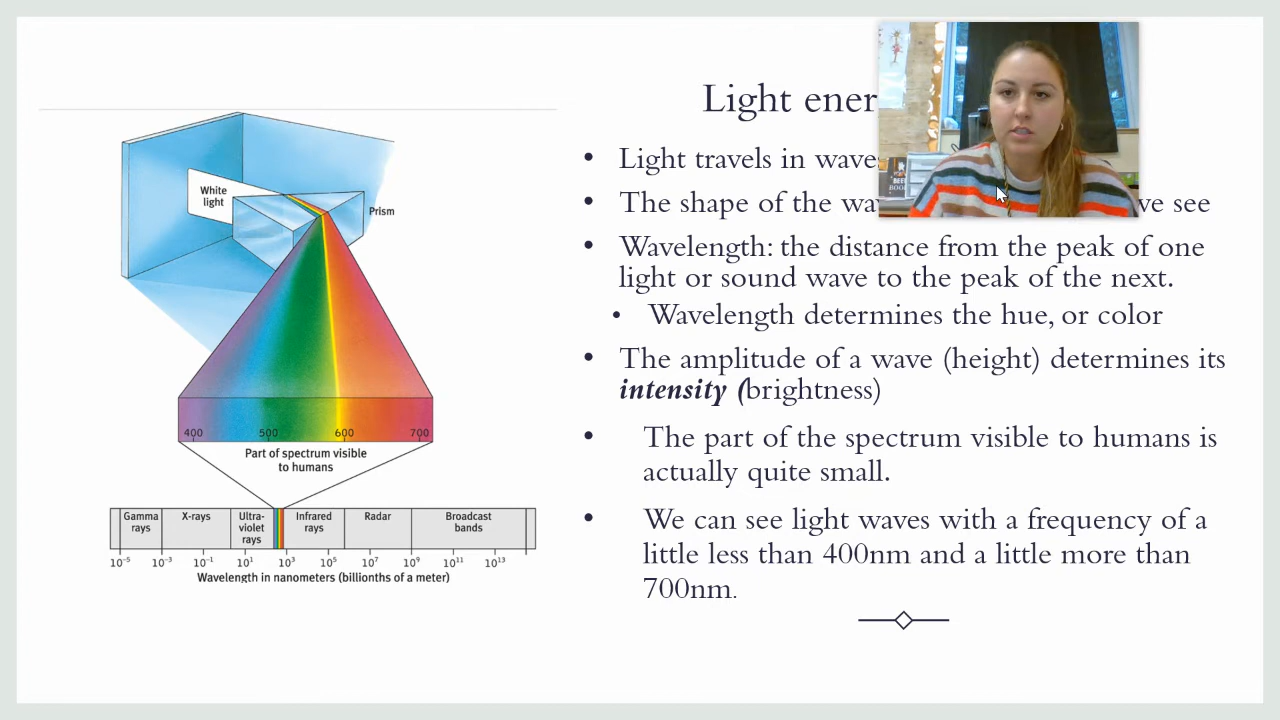 Light ener
Light travels in waves
The shape of the wav
ve see
Wavelength: the distance from the peak of one
light or sound wave to the peak of the next.
Wavelength determines the hue, or color
The amplitude of a wave (height) determines its
intensity (brightness)
The part of the spectrum visible to humans is
actually quite small.
We can see light waves with a frequency of a
little less than 400nm and a little more than
700nm.
White
light
Prism
400 500 600 700
Part of spectrum visible
to humans
Gamma
rays
X-rays
Ultra-
violet
rays
Infrared
rays
Radar
Broadcast
bands
10-5 10-3 10-1 101 103 105 107 109 1011 1013
Wavelength in nanometers (billionths of a meter)